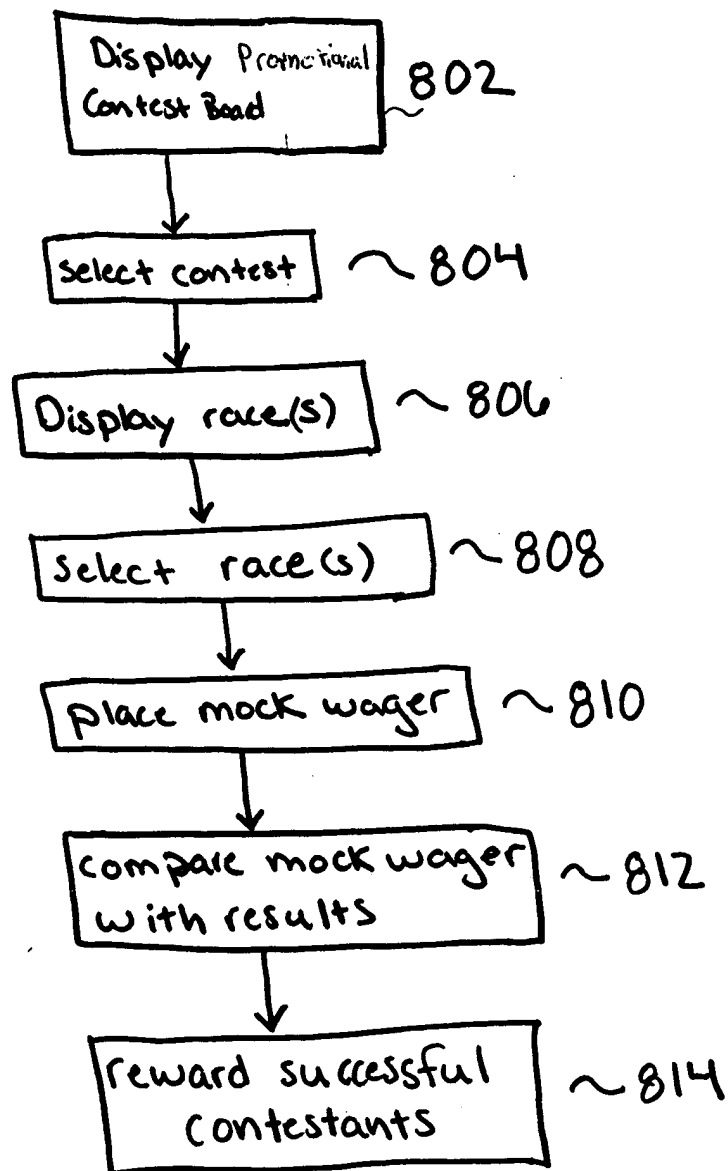 Display Promotional
Contest Board
802
select contest
804
Display race(s)
806
select race(s)
808
place mock wager
810
compare mock wager
with results
812
reward successful
contestants
814